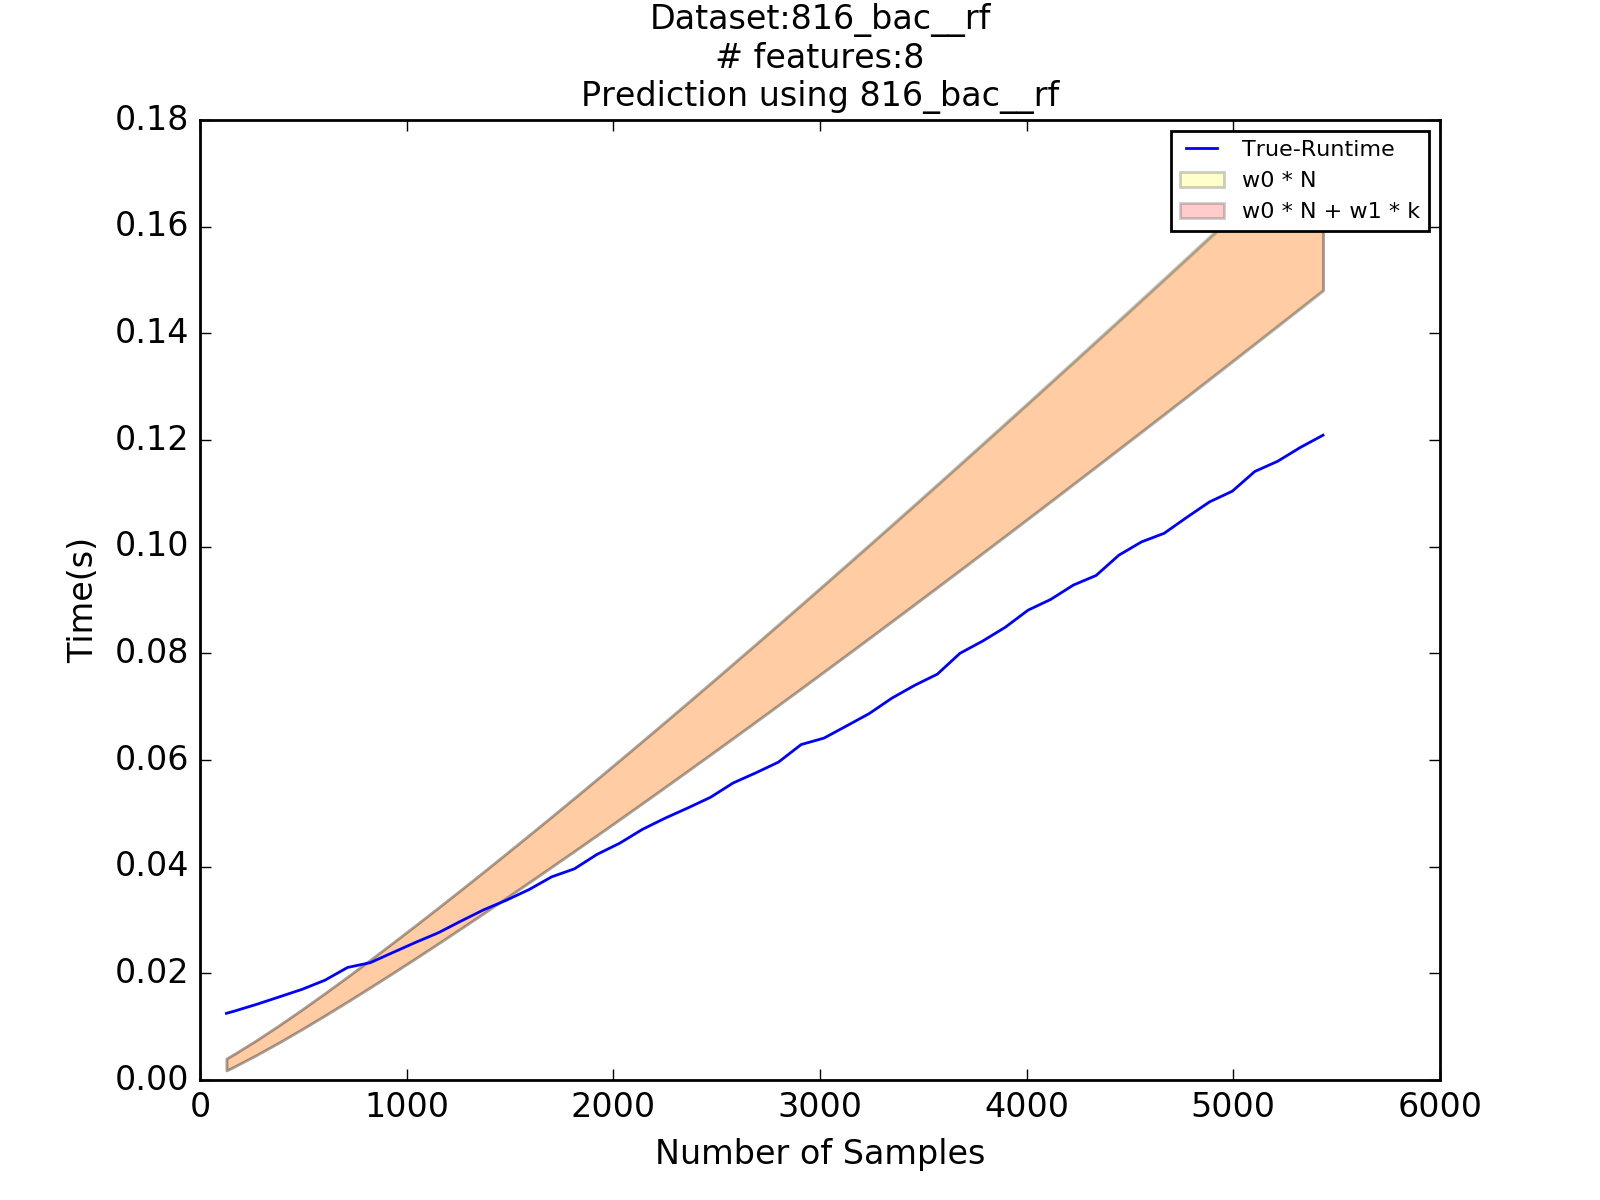 Dataset:816_bac__rf
# features:8
Prediction using 816_bac__rf
True-Runtime
w0 * N
w0 * N + w1 * k
0.18
0.16
0.14
0.12
0.10
0.08
0.06
0.04
0.02
0.00
Time(s)
0 1000 2000 3000 4000 5000 6000
Number of Samples